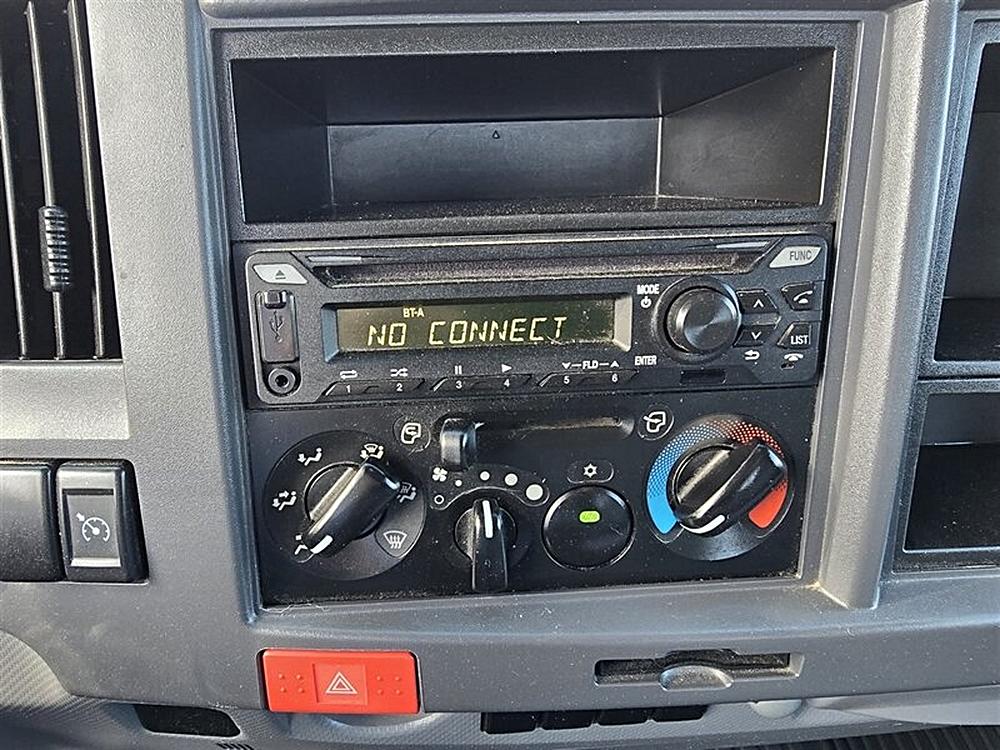 FUNC
MODE
BT-A
NO CONNECT
LIST
ENTER
FLD
1 2 3 4 5 6